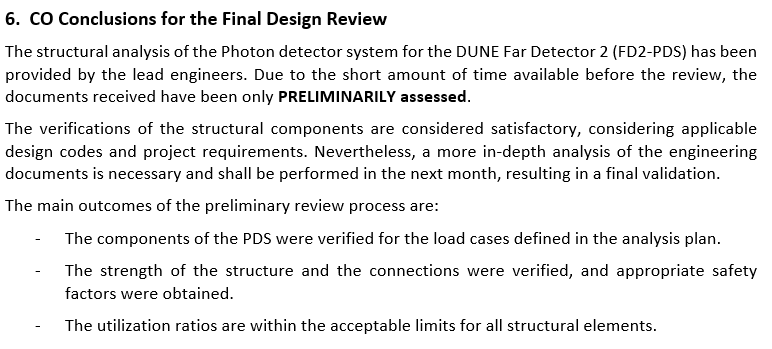 6. CO Conclusions for the Final Design Review
The structural analysis of the Photon detector system for the DUNE Far Detector 2 (FD2-PDS) has been
provided by the lead engineers. Due to the short amount of time available before the review, the
documents received have been only PRELIMINARILY assessed.
The verifications of the structural components are considered satisfactory, considering applicable
design codes and project requirements. Nevertheless, a more in-depth analysis of the engineering
documents is necessary and shall be performed in the next month, resulting in a final validation.
The main outcomes of the preliminary review process are:
- The components of the PDS were verified for the load cases defined in the analysis plan.
- The strength of the structure and the connections were verified, and appropriate safety
factors were obtained.
- The utilization ratios are within the acceptable limits for all structural elements.